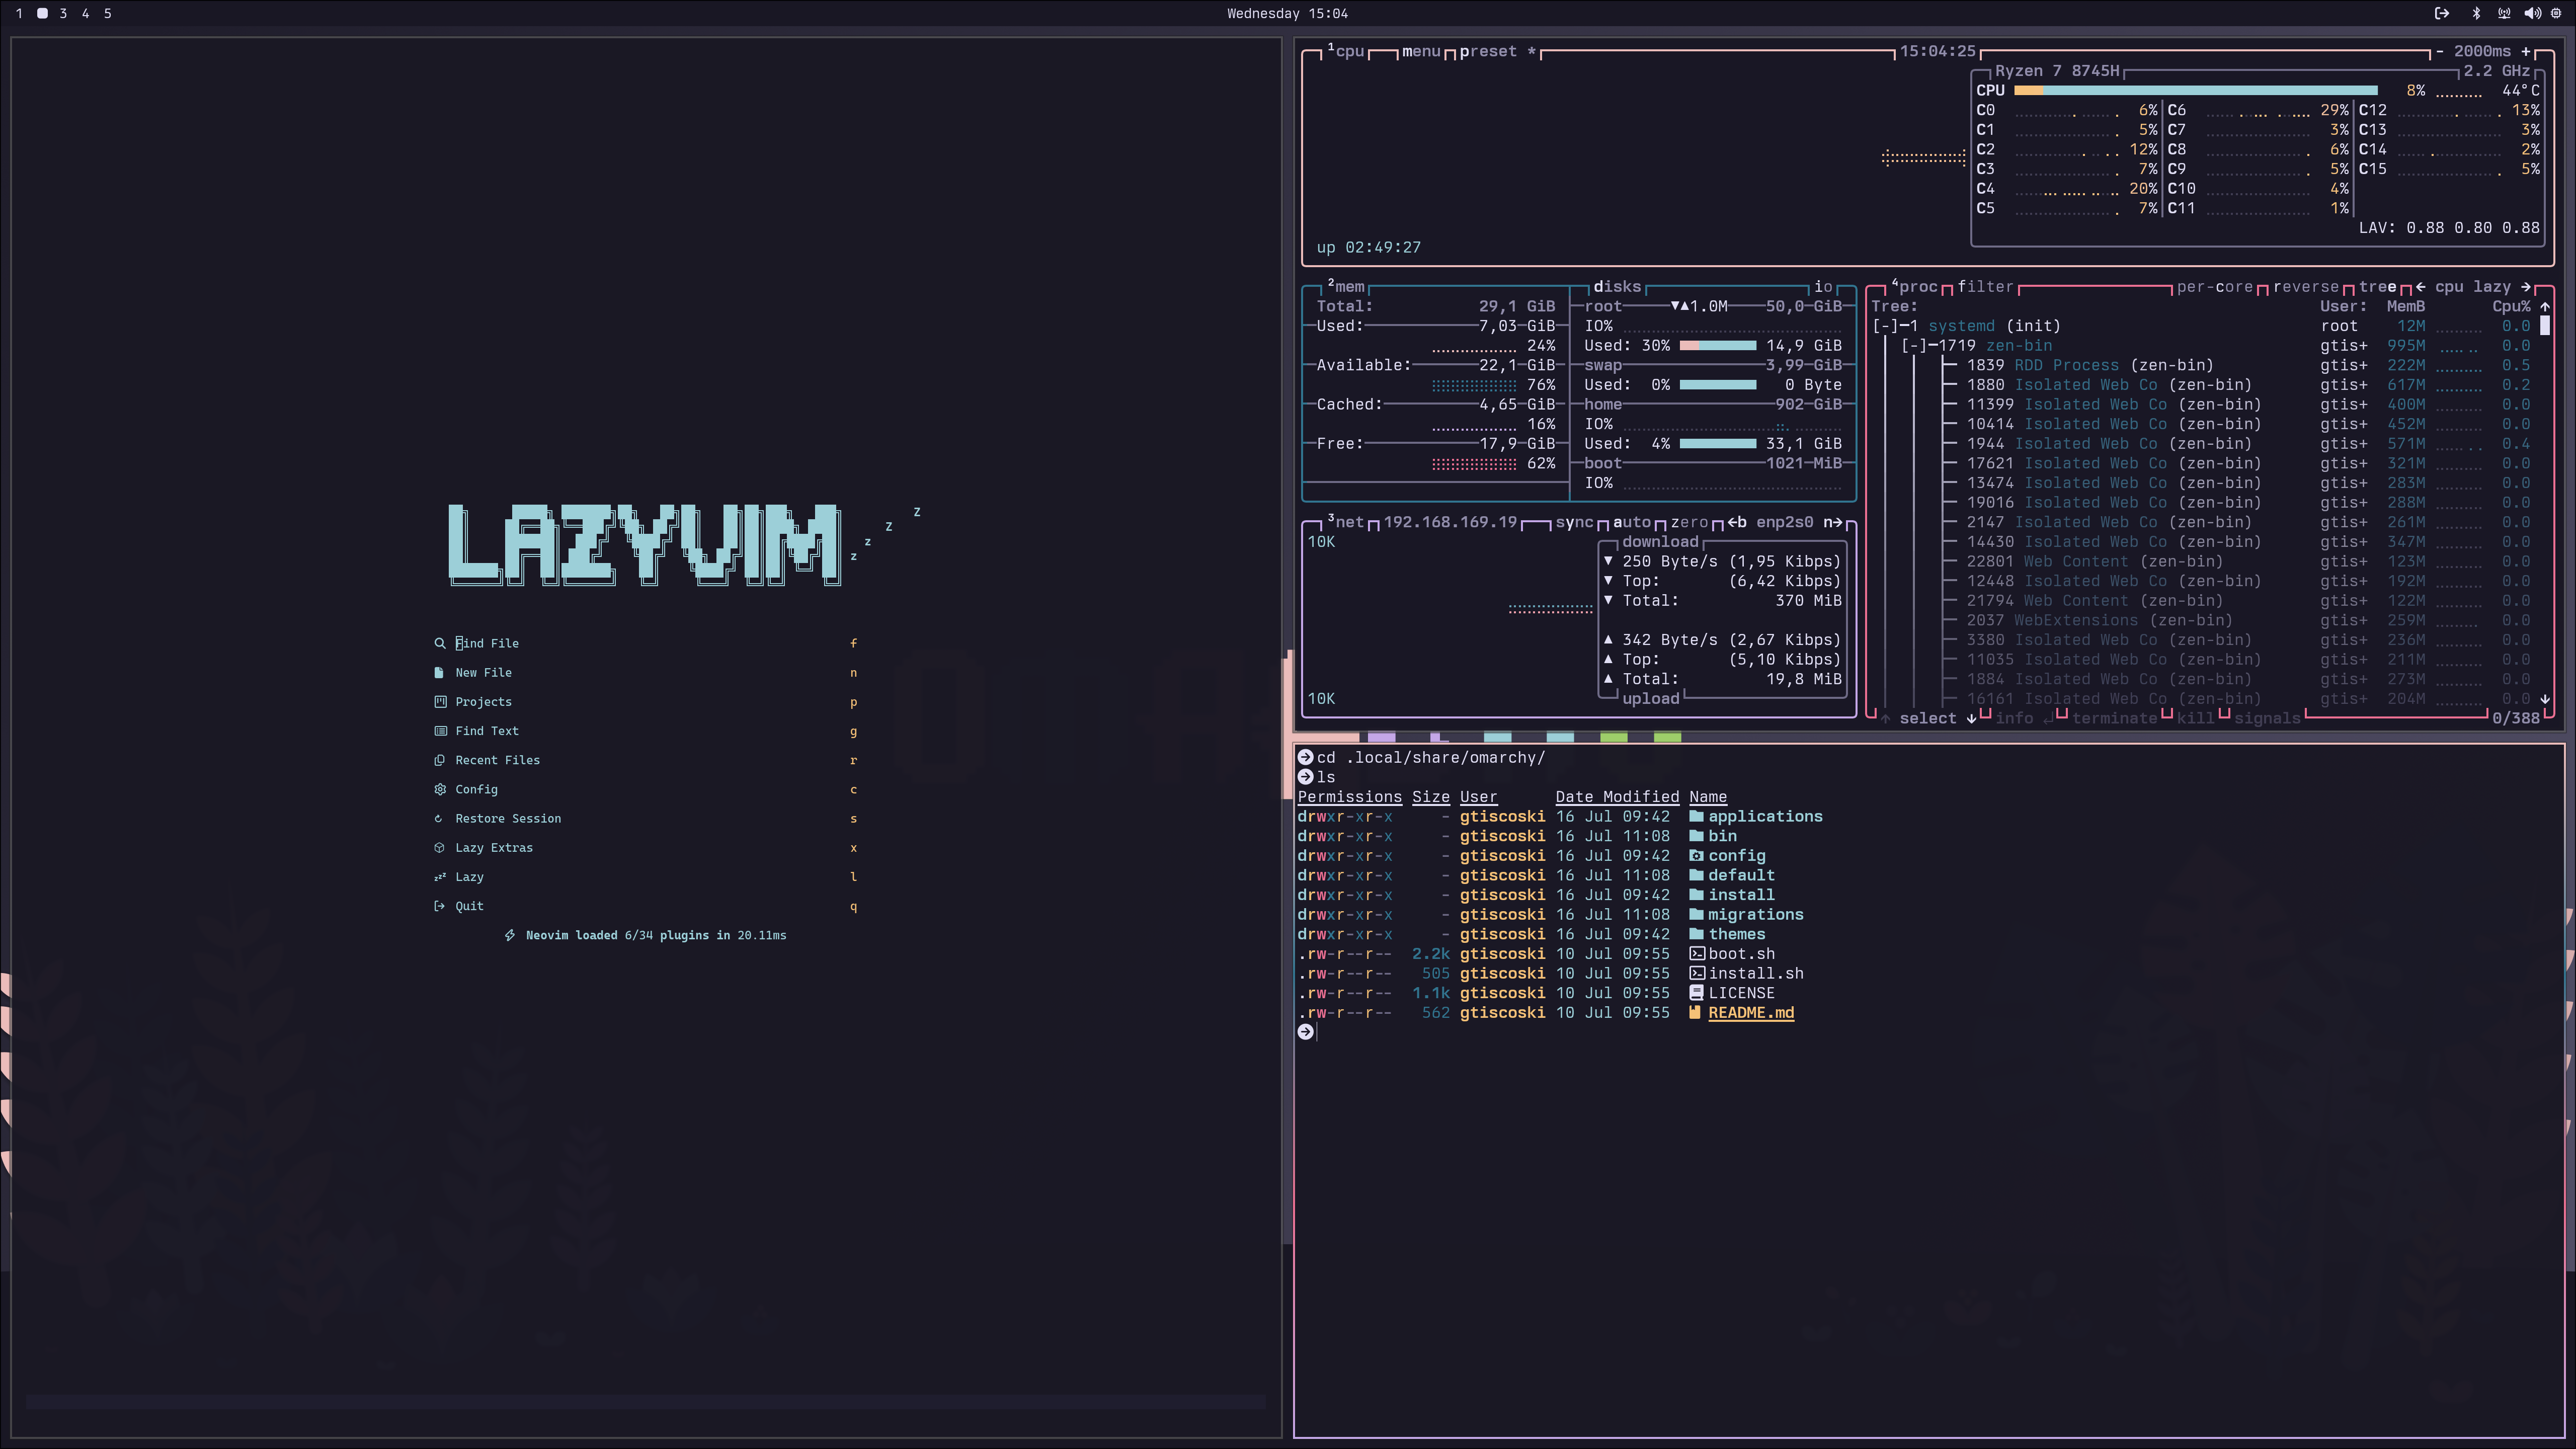 1 3 4 5 Wednesday 15:04
LAZYVIM
z
z
z
z
Find File f
New File n
Projects p
Find Text g
Recent Files r
Config c
Restore Session s
Lazy Extras x
Lazy l
Quit q
Neovim loaded 6/34 plugins in 20.11ms
1cpu menu preset * 15:04:25 - 2000ms +
Ryzen 7 8745H 2.2 GHz
CPU 8% 44°C
C0 6% C6 29% C12 13%
C1 5% C7 3% C13 3%
C2 12% C8 6% C14 2%
C3 7% C9 5% C15 5%
C4 20% C10 4%
C5 7% C11 1%
LAV: 0.88 0.80 0.88
up 02:49:27
2mem disks io
Total: 29,1 GiB
Used: 7,03 GiB
24%
Available: 22,1 GiB
76%
Cached: 4,65 GiB
16%
Free: 17,9 GiB
62%
root ▼▲1.0M 50,0 GiB
IO%
Used: 30% 14,9 GiB
swap 3,99 GiB
Used: 0% 0 Byte
home 902 GiB
IO%
Used: 4% 33,1 GiB
boot 1021 MiB
IO%
3net 192.168.169.19 sync auto zero ←b enp2s0 n→
10K
download
▼ 250 Byte/s (1,95 Kibps)
▼ Top: (6,42 Kibps)
▼ Total: 370 MiB
▲ 342 Byte/s (2,67 Kibps)
▲ Top: (5,10 Kibps)
▲ Total: 19,8 MiB
upload
10K
4proc filter per-core reverse tree ← cpu lazy →
Tree: User: MemB Cpu% ↑
[-]─1 systemd (init) root 12M 0.0
[-]─1719 zen-bin gtis+ 995M 0.0
1839 RDD Process (zen-bin) gtis+ 222M 0.5
1880 Isolated Web Co (zen-bin) gtis+ 617M 0.2
11399 Isolated Web Co (zen-bin) gtis+ 400M 0.0
10414 Isolated Web Co (zen-bin) gtis+ 452M 0.0
1944 Isolated Web Co (zen-bin) gtis+ 571M 0.4
17621 Isolated Web Co (zen-bin) gtis+ 321M 0.0
13474 Isolated Web Co (zen-bin) gtis+ 283M 0.0
19016 Isolated Web Co (zen-bin) gtis+ 288M 0.0
2147 Isolated Web Co (zen-bin) gtis+ 261M 0.0
14430 Isolated Web Co (zen-bin) gtis+ 347M 0.0
22801 Web Content (zen-bin) gtis+ 123M 0.0
12448 Isolated Web Co (zen-bin) gtis+ 192M 0.0
21794 Web Content (zen-bin) gtis+ 122M 0.0
2037 WebExtensions (zen-bin) gtis+ 259M 0.0
3380 Isolated Web Co (zen-bin) gtis+ 236M 0.0
11035 Isolated Web Co (zen-bin) gtis+ 211M 0.0
1884 Isolated Web Co (zen-bin) gtis+ 273M 0.0
16161 Isolated Web Co (zen-bin) gtis+ 204M 0.0 ↓
↑ select ↓ info ↵ terminate kill signals 0/388
cd .local/share/omarchy/
ls
Permissions Size User Date Modified Name
drwxr-xr-x - gtiscoski 16 Jul 09:42 applications
drwxr-xr-x - gtiscoski 16 Jul 11:08 bin
drwxr-xr-x - gtiscoski 16 Jul 09:42 config
drwxr-xr-x - gtiscoski 16 Jul 11:08 default
drwxr-xr-x - gtiscoski 16 Jul 09:42 install
drwxr-xr-x - gtiscoski 16 Jul 11:08 migrations
drwxr-xr-x - gtiscoski 16 Jul 09:42 themes
.rw-r--r-- 2.2k gtiscoski 10 Jul 09:55 boot.sh
.rw-r--r-- 505 gtiscoski 10 Jul 09:55 install.sh
.rw-r--r-- 1.1k gtiscoski 10 Jul 09:55 LICENSE
.rw-r--r-- 562 gtiscoski 10 Jul 09:55 README.md